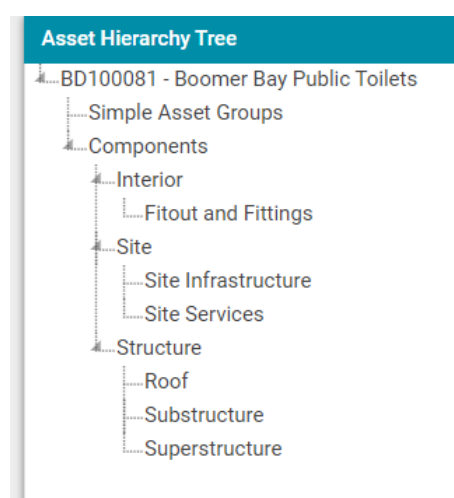 Asset Hierarchy Tree
BD100081 - Boomer Bay Public Toilets
Simple Asset Groups
Components
Interior
Fitout and Fittings
Site
Site Infrastructure
Site Services
Structure
Roof
Substructure
Superstructure